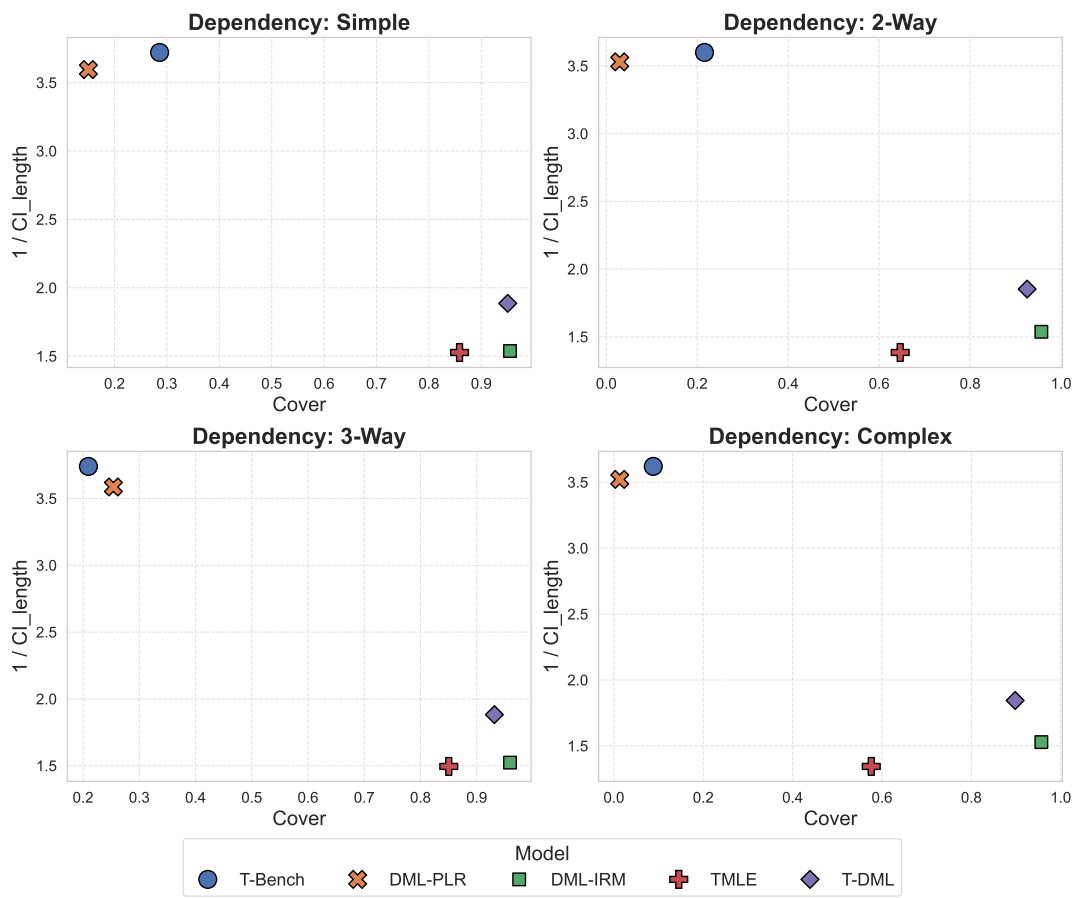 Dependency: Simple
1 / CI_length
3.5
3.0
2.5
2.0
1.5
0.2 0.3 0.4 0.5 0.6 0.7 0.8 0.9
Cover
Dependency: 2-Way
1 / CI_length
3.5
3.0
2.5
2.0
1.5
0.0 0.2 0.4 0.6 0.8 1.0
Cover
Dependency: 3-Way
1 / CI_length
3.5
3.0
2.5
2.0
1.5
0.2 0.3 0.4 0.5 0.6 0.7 0.8 0.9
Cover
Dependency: Complex
1 / CI_length
3.5
3.0
2.5
2.0
1.5
0.0 0.2 0.4 0.6 0.8 1.0
Cover
Model
T-Bench DML-PLR DML-IRM TMLE T-DML